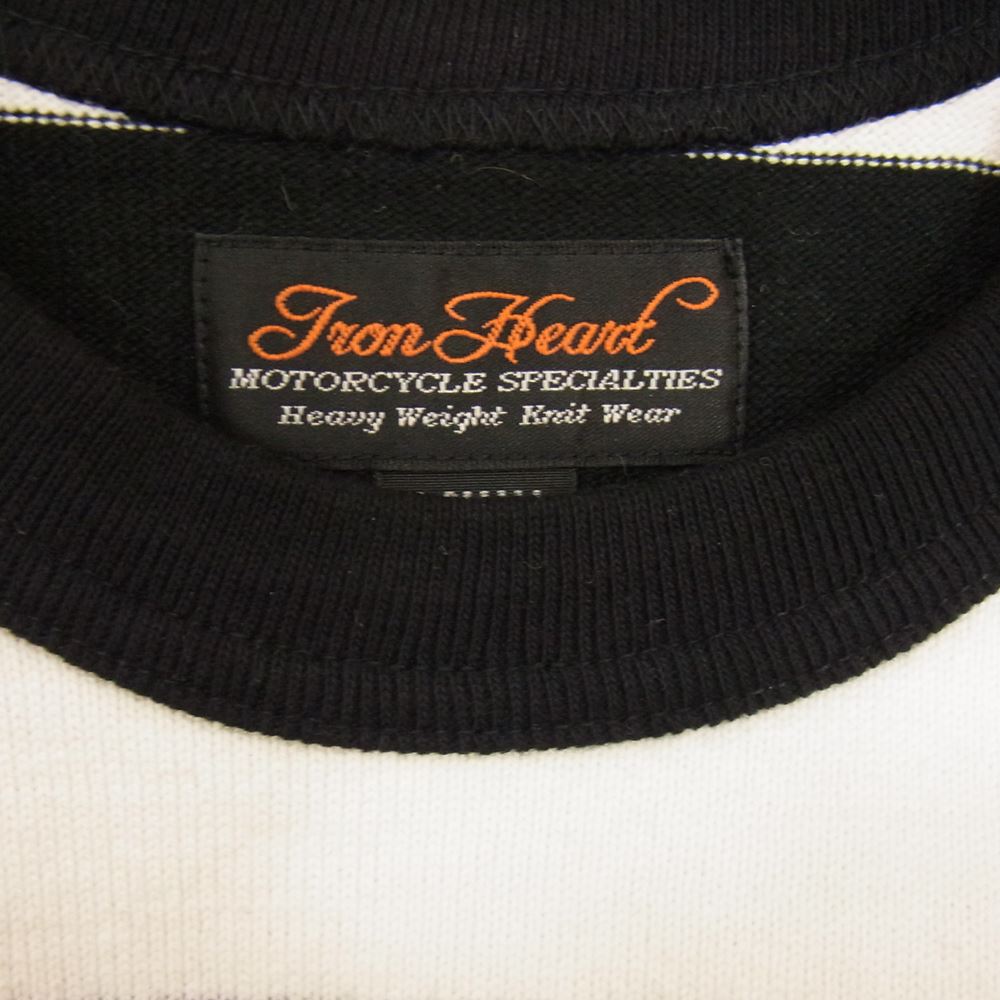 Iron Heart
MOTORCYCLE SPECIALTIES
Heavy Weight Knit Wear